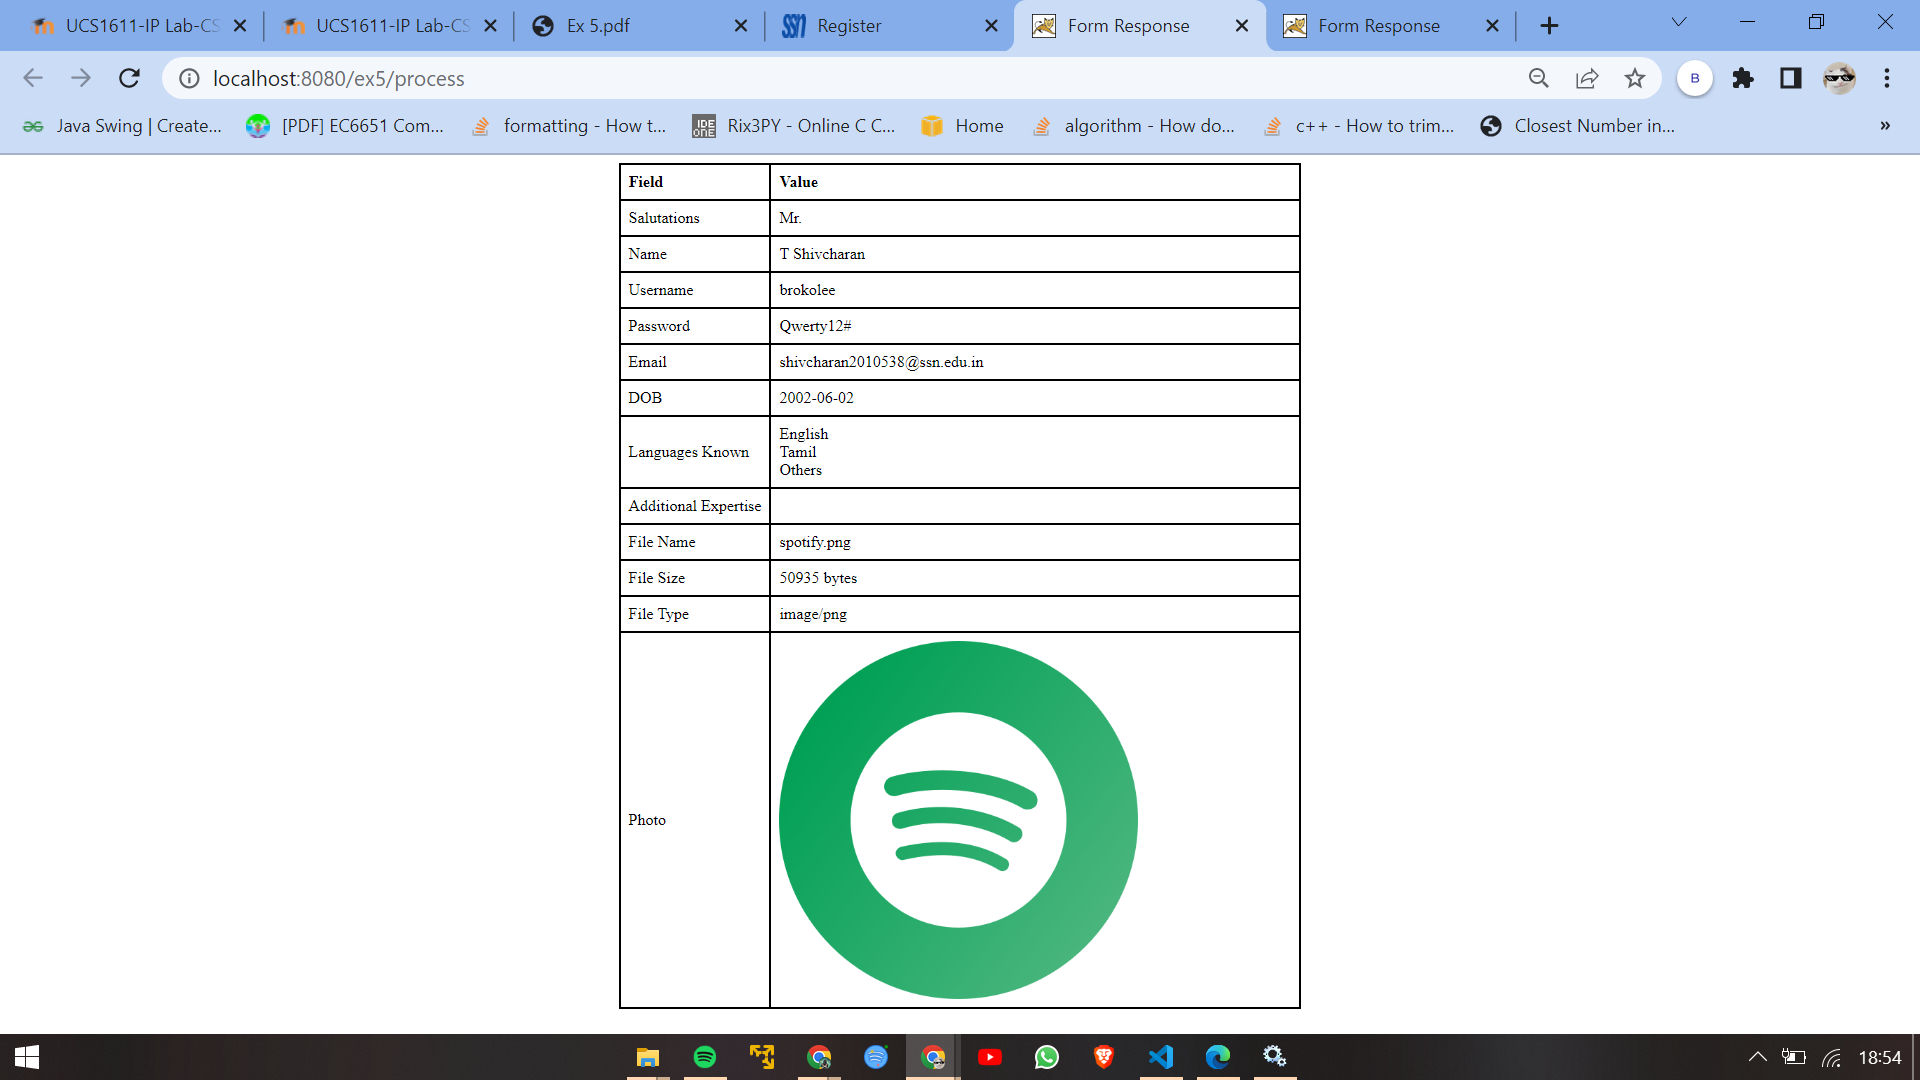 UCS1611-IP Lab-CS
UCS1611-IP Lab-CS
Ex 5.pdf
ssn Register
Form Response
Form Response
localhost:8080/ex5/process
B
Java Swing | Create...
[PDF] EC6651 Com...
formatting - How t...
IDE ONE Rix3PY - Online C C...
Home
algorithm - How do...
c++ - How to trim...
Closest Number in...
»
Field Value
Salutations Mr.
Name T Shivcharan
Username brokolee
Password Qwerty12#
Email shivcharan2010538@ssn.edu.in
DOB 2002-06-02
Languages Known English
Tamil
Others
Additional Expertise
File Name spotify.png
File Size 50935 bytes
File Type image/png
Photo
18:54